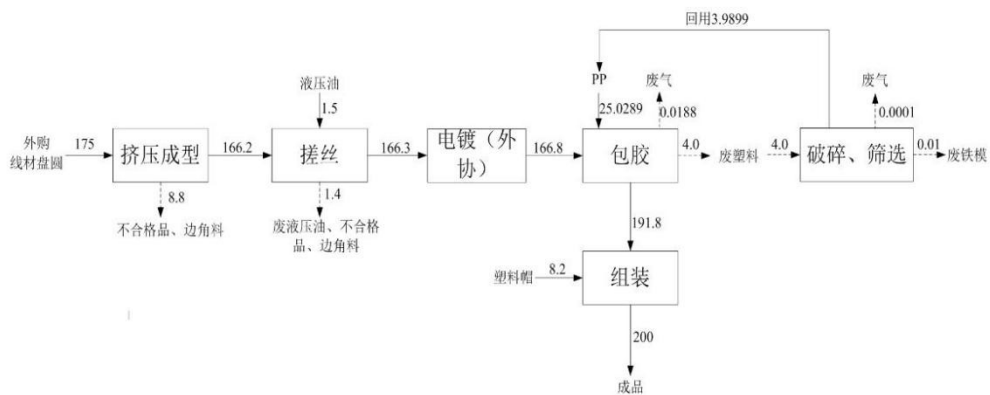 回用3.9899
液压油
PP
废气
废气
1.5
25.0289
0.0188
0.0001
外购
线材盘圆
175
挤压成型
166.2
搓丝
166.3
电镀（外
协）
166.8
包胶
4.0
废塑料
4.0
破碎、筛选
0.01
废铁模
8.8
1.4
不合格品、边角料
废液压油、不合格
品、边角料
191.8
塑料帽
8.2
组装
200
成品